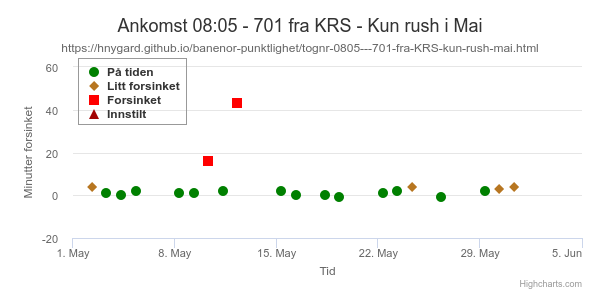 Ankomst 08:05 - 701 fra KRS - Kun rush i Mai
https://hnygard.github.io/banenor-punktlighet/tognr-0805---701-fra-KRS-kun-rush-mai.html
På tiden
Litt forsinket
Forsinket
Innstilt
Minutter forsinket
60
40
20
0
-20
1. May
8. May
15. May
22. May
29. May
5. Jun
Tid
Highcharts.com